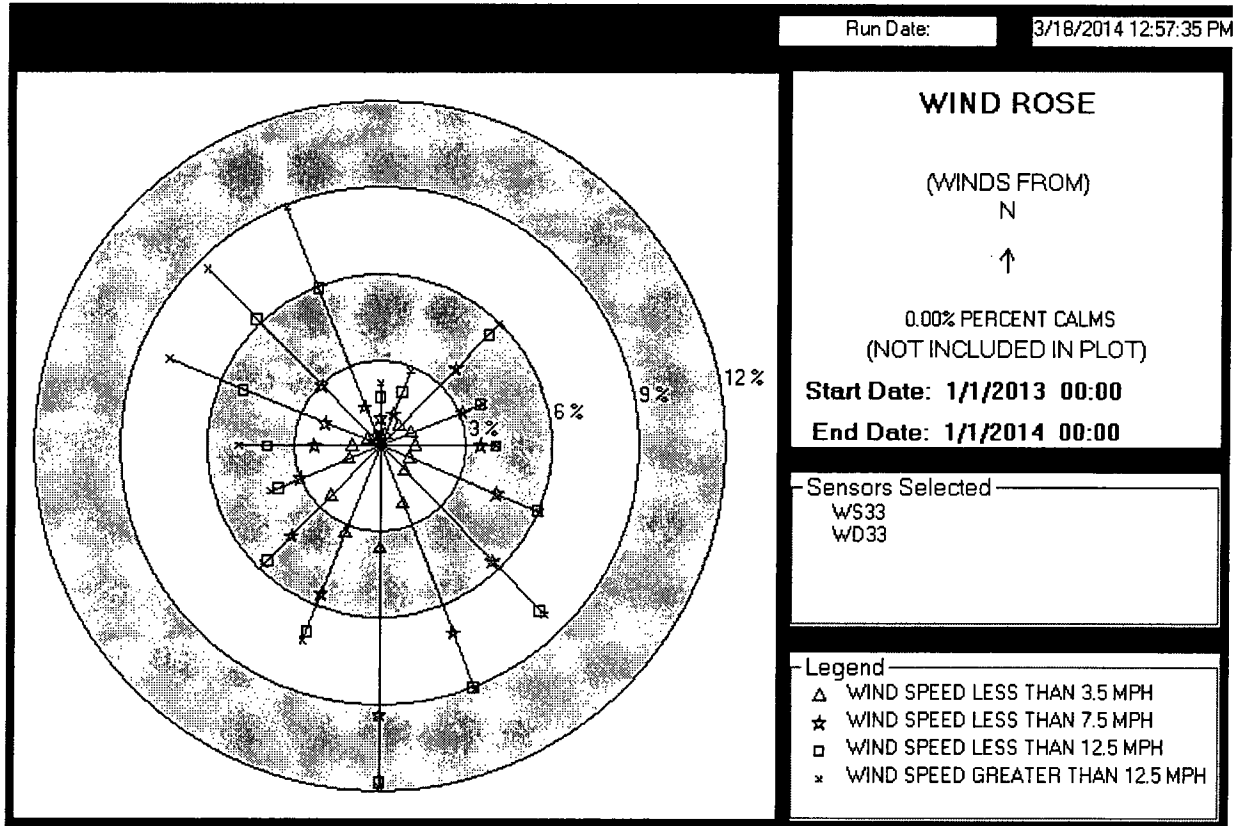 Run Date: 3/18/2014 12:57:35 PM
WIND ROSE
(WINDS FROM)
N
0.00% PERCENT CALMS
(NOT INCLUDED IN PLOT)
Start Date: 1/1/2013 00:00
End Date: 1/1/2014 00:00
12 %
9 %
6 %
3 %
Sensors Selected
WS33
WD33
Legend
WIND SPEED LESS THAN 3.5 MPH
WIND SPEED LESS THAN 7.5 MPH
WIND SPEED LESS THAN 12.5 MPH
WIND SPEED GREATER THAN 12.5 MPH